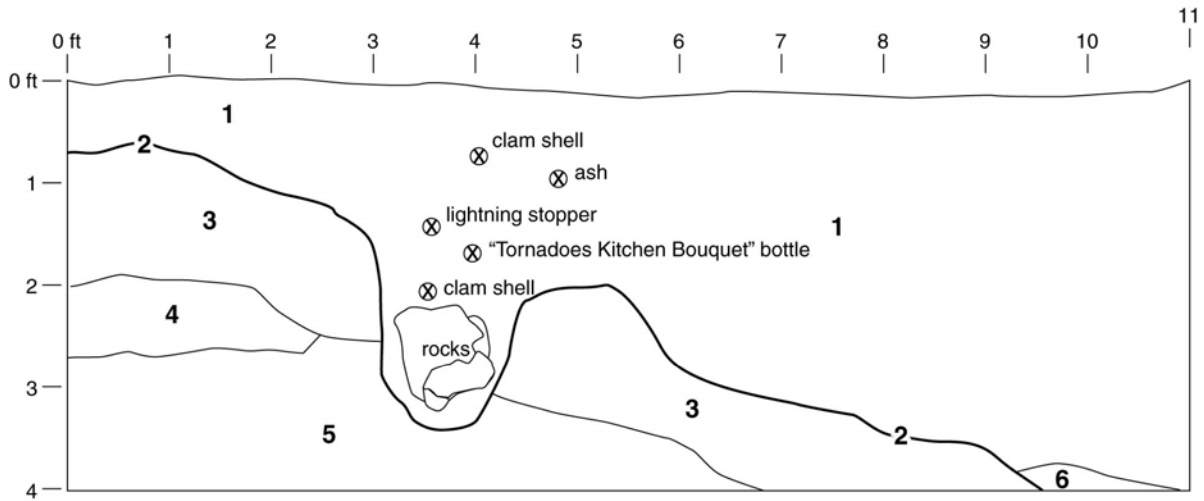 11
0 ft 1 2 3 4 5 6 7 8 9 10
0 ft
1
2
clam shell
ash
1
3
lightning stopper
1
“Tornadoes Kitchen Bouquet” bottle
2
clam shell
4
rocks
3
3
5
2
4
6